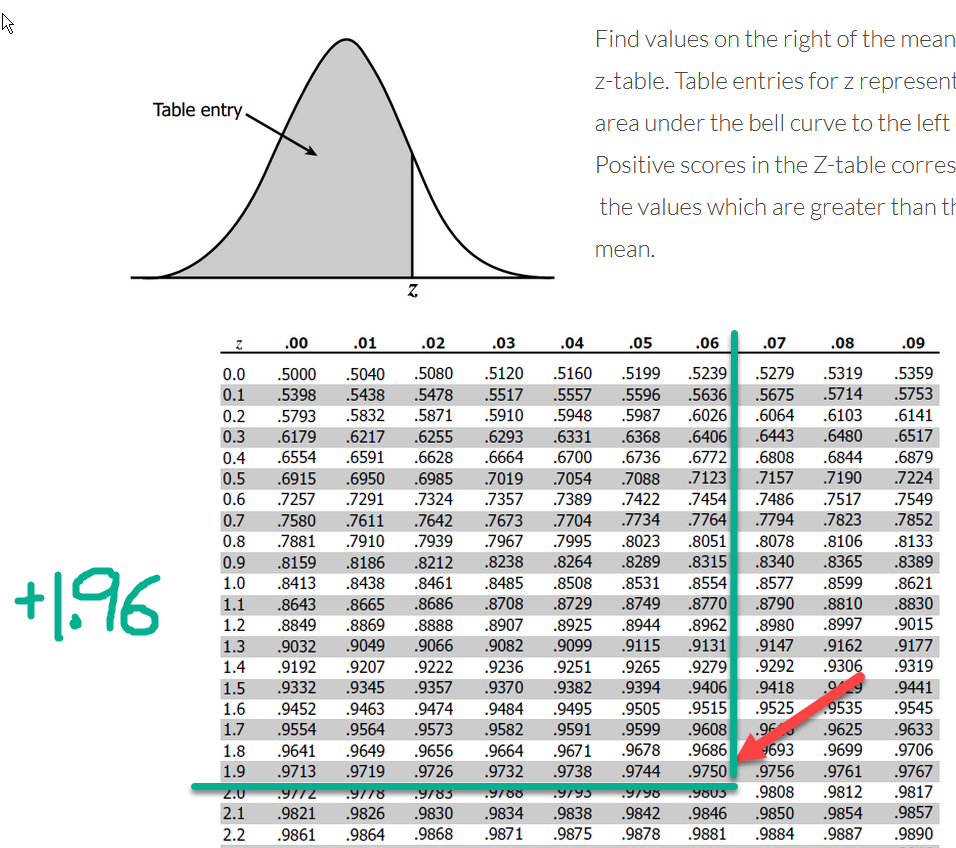 Find values on the right of the mean
z-table. Table entries for z represent
area under the bell curve to the left
Positive scores in the Z-table corres
the values which are greater than th
mean.
Table entry
z
z .00 .01 .02 .03 .04 .05 .06 .07 .08 .09
0.0 .5000 .5040 .5080 .5120 .5160 .5199 .5239 .5279 .5319 .5359
0.1 .5398 .5438 .5478 .5517 .5557 .5596 .5636 .5675 .5714 .5753
0.2 .5793 .5832 .5871 .5910 .5948 .5987 .6026 .6064 .6103 .6141
0.3 .6179 .6217 .6255 .6293 .6331 .6368 .6406 .6443 .6480 .6517
0.4 .6554 .6591 .6628 .6664 .6700 .6736 .6772 .6808 .6844 .6879
0.5 .6915 .6950 .6985 .7019 .7054 .7088 .7123 .7157 .7190 .7224
0.6 .7257 .7291 .7324 .7357 .7389 .7422 .7454 .7486 .7517 .7549
0.7 .7580 .7611 .7642 .7673 .7704 .7734 .7764 .7794 .7823 .7852
0.8 .7881 .7910 .7939 .7967 .7995 .8023 .8051 .8078 .8106 .8133
0.9 .8159 .8186 .8212 .8238 .8264 .8289 .8315 .8340 .8365 .8389
1.0 .8413 .8438 .8461 .8485 .8508 .8531 .8554 .8577 .8599 .8621
+1.96
1.1 .8643 .8665 .8686 .8708 .8729 .8749 .8770 .8790 .8810 .8830
1.2 .8849 .8869 .8888 .8907 .8925 .8944 .8962 .8980 .8997 .9015
1.3 .9032 .9049 .9066 .9082 .9099 .9115 .9131 .9147 .9162 .9177
1.4 .9192 .9207 .9222 .9236 .9251 .9265 .9279 .9292 .9306 .9319
1.5 .9332 .9345 .9357 .9370 .9382 .9394 .9406 .9418 .9441
1.6 .9452 .9463 .9474 .9484 .9495 .9505 .9515 .9525 .9535 .9545
1.7 .9554 .9564 .9573 .9582 .9591 .9599 .9608 .9625 .9633
1.8 .9641 .9649 .9656 .9664 .9671 .9678 .9686 .9693 .9699 .9706
1.9 .9713 .9719 .9726 .9732 .9738 .9744 .9750 .9756 .9761 .9767
2.0 .9772 .9778 .9783 .9788 .9793 .9798 .9803 .9808 .9812 .9817
2.1 .9821 .9826 .9830 .9834 .9838 .9842 .9846 .9850 .9854 .9857
2.2 .9861 .9864 .9868 .9871 .9875 .9878 .9881 .9884 .9887 .9890